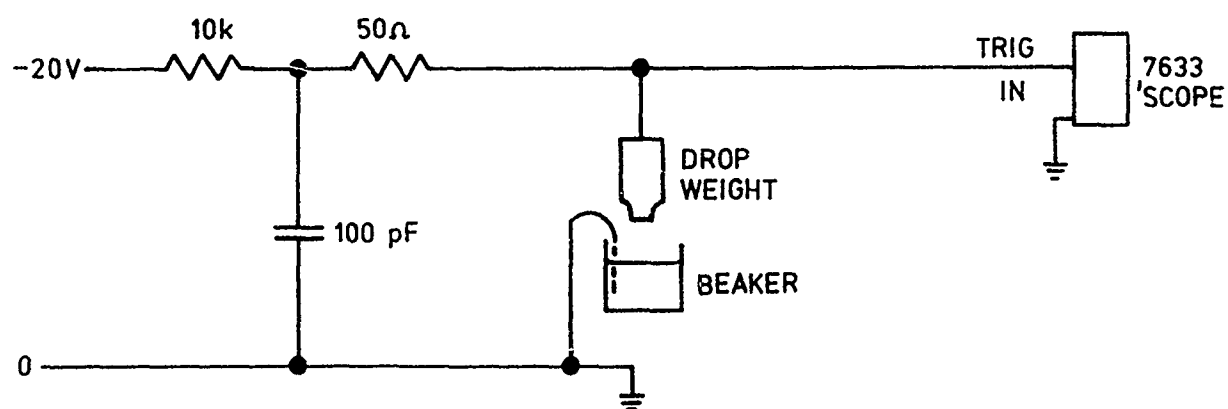 10k
50Ω
-20V
TRIG
IN
7633
'SCOPE
DROP
WEIGHT
100 pF
BEAKER
0